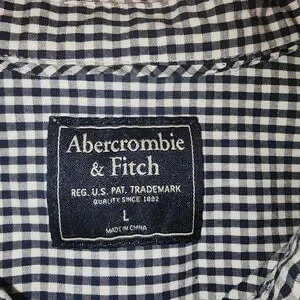 Abercrombie
& Fitch
REG. U.S. PAT. TRADEMARK
QUALITY SINCE 1892
L
MADE IN CHINA